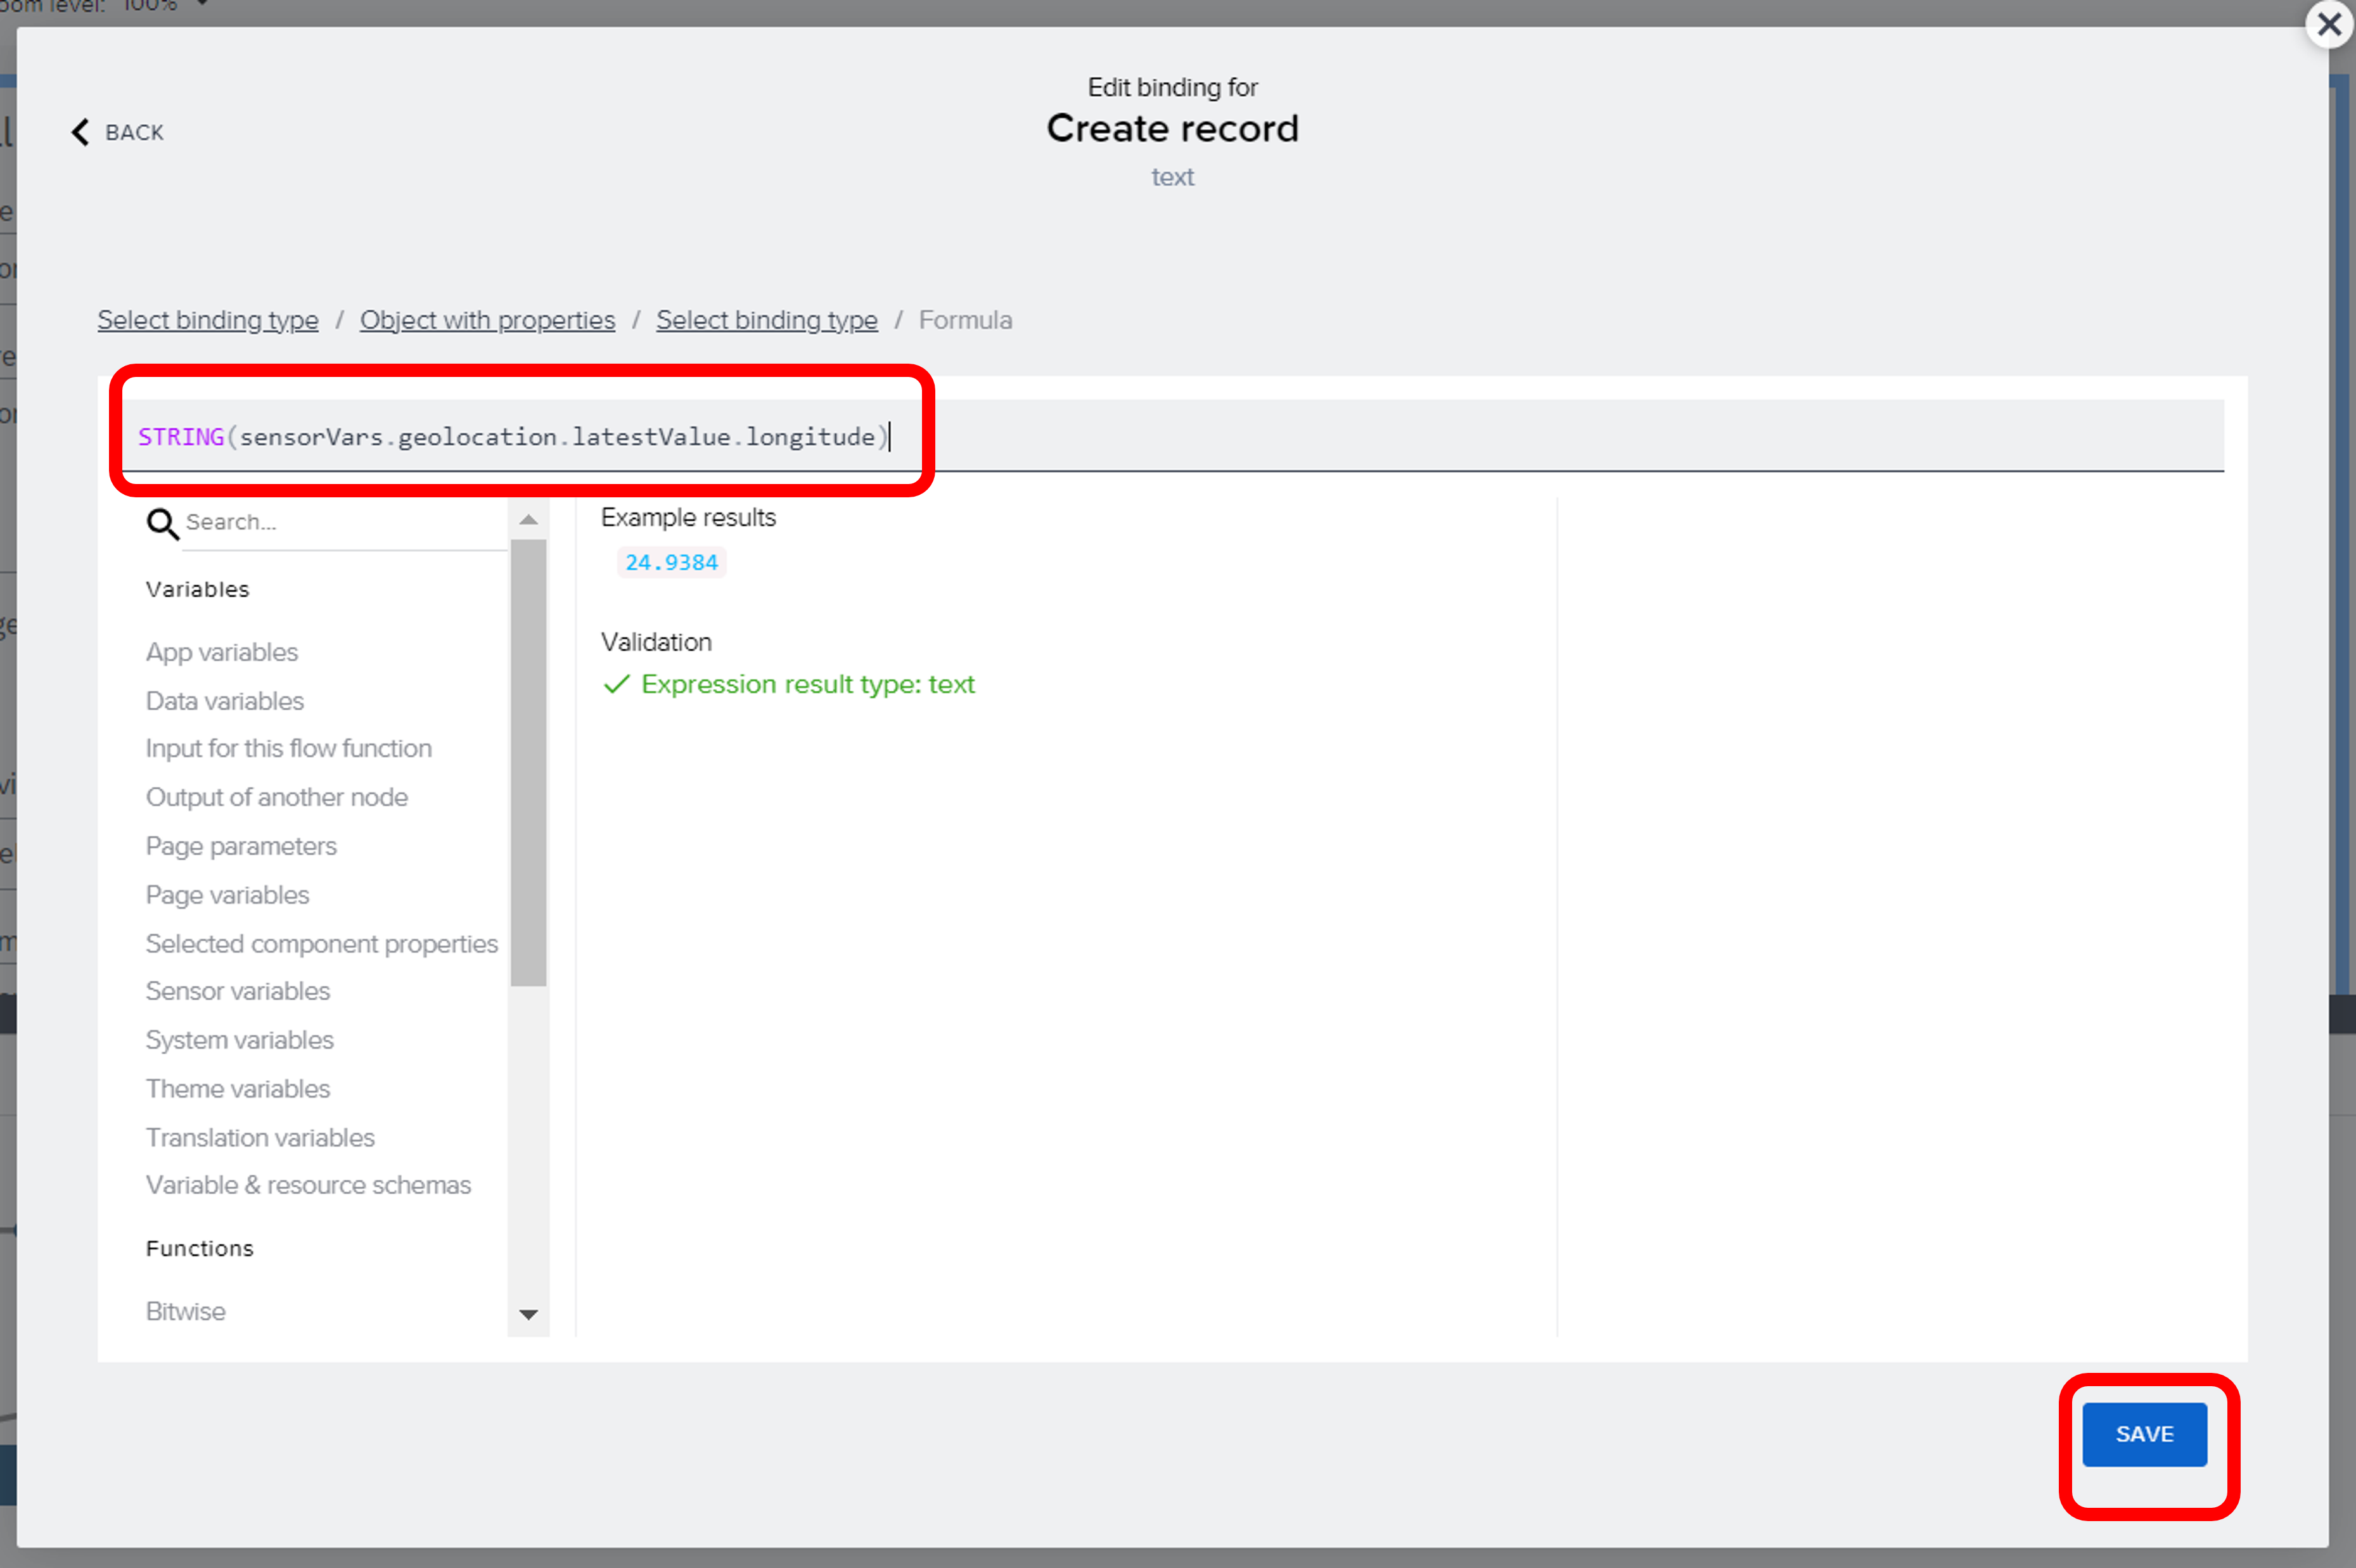 100%
Edit binding for
Create record
BACK
text
Select binding type / Object with properties / Select binding type / Formula
STRING(sensorVars.geolocation.latestValue.longitude)
Search...
Variables
App variables
Data variables
Input for this flow function
Output of another node
Page parameters
Page variables
Selected component properties
Sensor variables
System variables
Theme variables
Translation variables
Variable & resource schemas
Functions
Bitwise
Example results
24.9384
Validation
Expression result type: text
SAVE